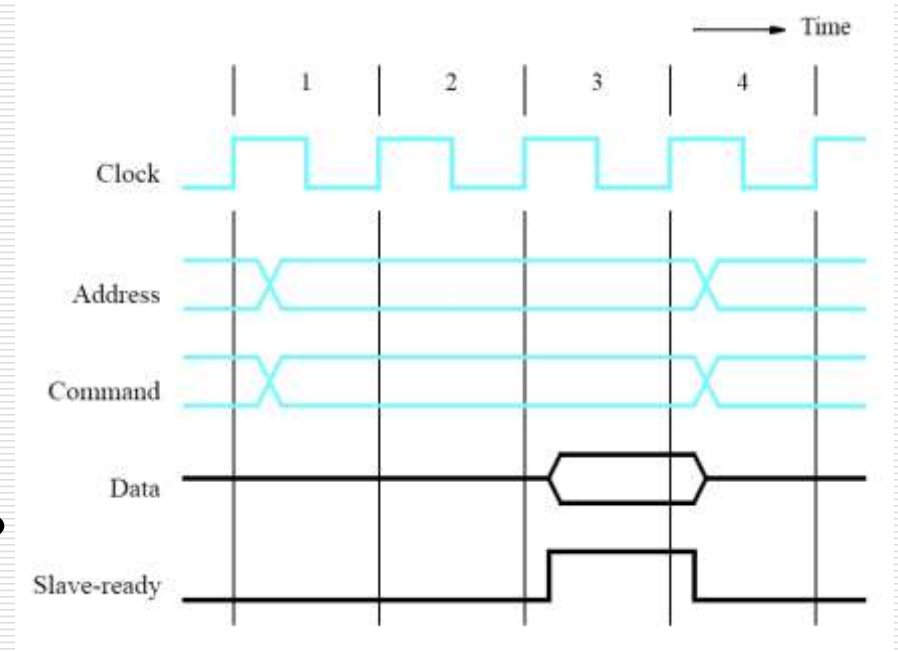 Time
1 2 3 4
Clock
Address
Command
Data
Slave-ready